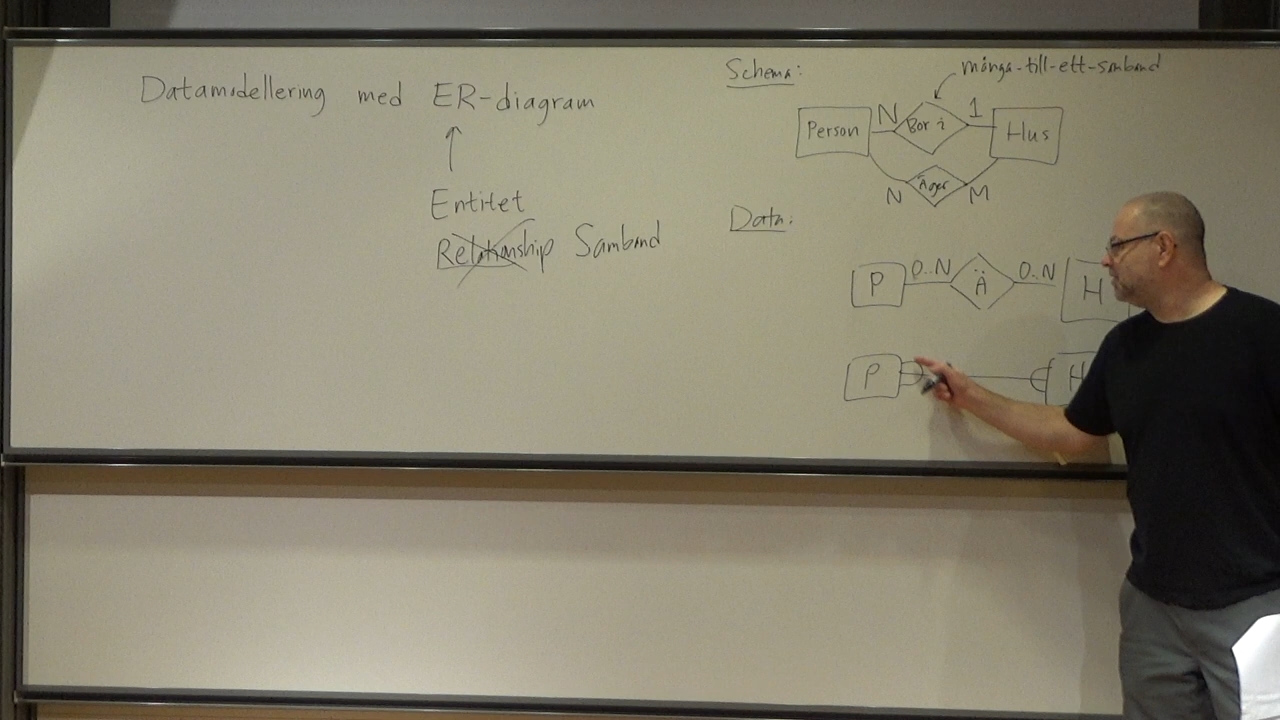 Datamodellering med ER-diagram
Entitet
Relationship Samband
Schema:
många-till-ett-samband
Person N Bor i 1 Hus
N Äger M
Data:
P 0..N Ä 0..N H
P H